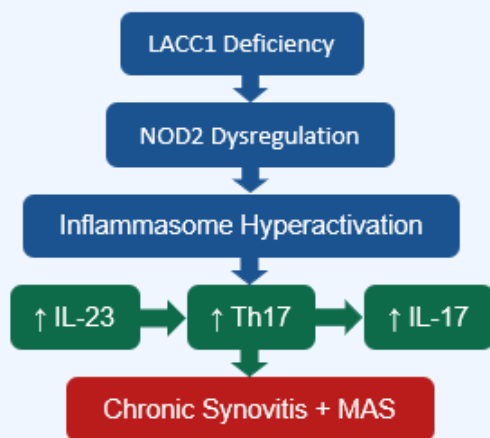 LACC1 Deficiency
NOD2 Dysregulation
Inflammasome Hyperactivation
↑ IL-23
↑ Th17
↑ IL-17
Chronic Synovitis + MAS